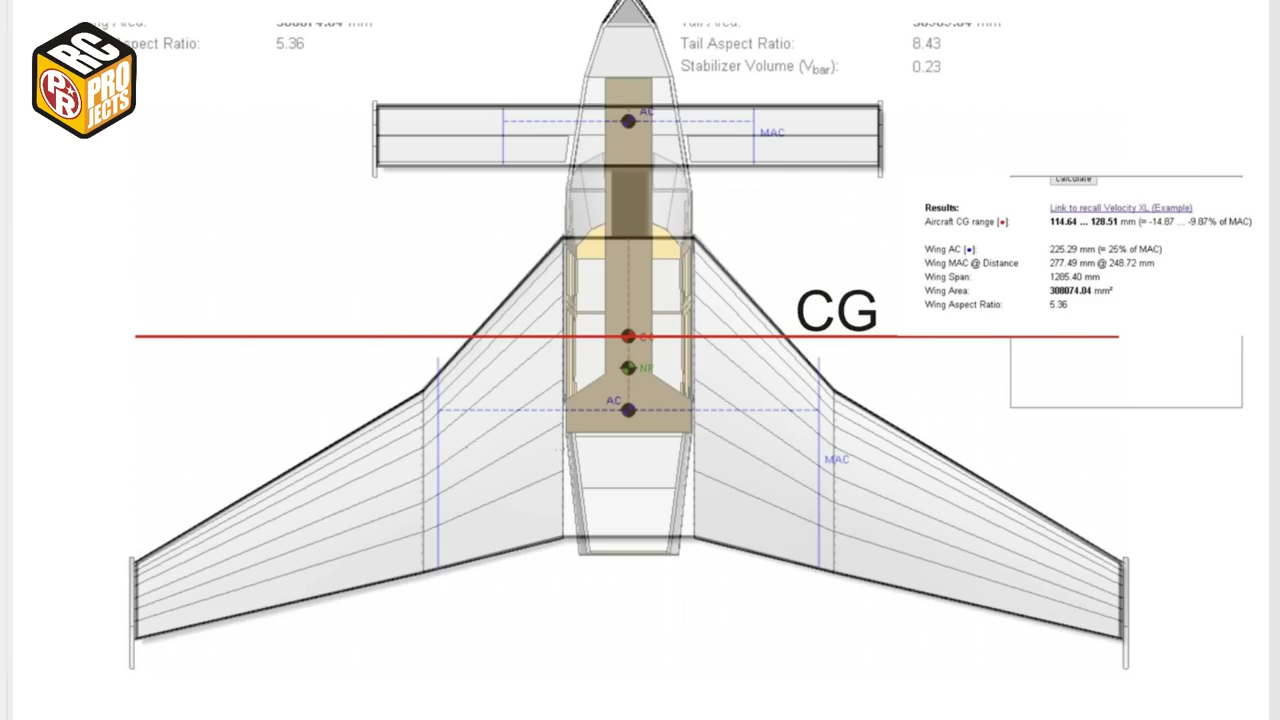 RC
PR
PROJECTS
Aspect Ratio: 5.36
Tail Area:
Tail Aspect Ratio: 8.43
Stabilizer Volume (Vbar): 0.23
AC
MAC
Calculate
Results: Link to recall Velocity XL (Example)
Aircraft CG range [●]: 114.64 ... 128.51 mm (= -14.87 ... -9.87% of MAC)
Wing AC [●]: 225.29 mm (= 25% of MAC)
Wing MAC @ Distance 277.49 mm @ 248.72 mm
Wing Span: 1285.40 mm
Wing Area: 308074.04 mm²
Wing Aspect Ratio: 5.36
CG
CG
NP
AC
MAC